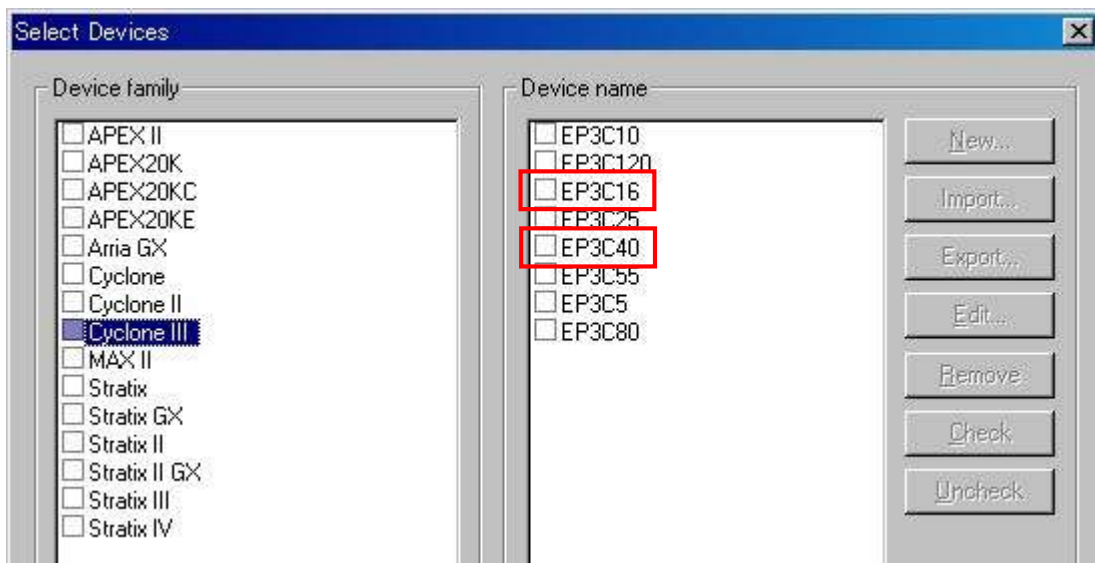 Select Devices
Device family
APEX II
APEX20K
APEX20KC
APEX20KE
Arria GX
Cyclone
Cyclone II
Cyclone III
MAX II
Stratix
Stratix GX
Stratix II
Stratix II GX
Stratix III
Stratix IV
Device name
EP3C10
EP3C120
EP3C16
EP3C25
EP3C40
EP3C55
EP3C5
EP3C80
New...
Import...
Export...
Edit...
Remove
Check
Uncheck